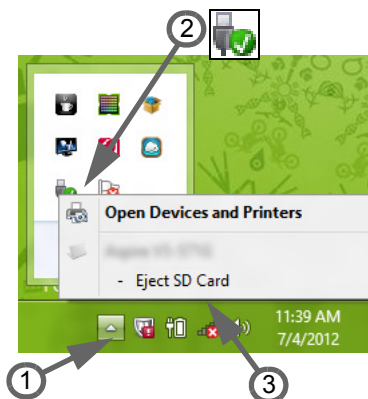 2
Open Devices and Printers
- Eject SD Card
11:39 AM
7/4/2012
1
3